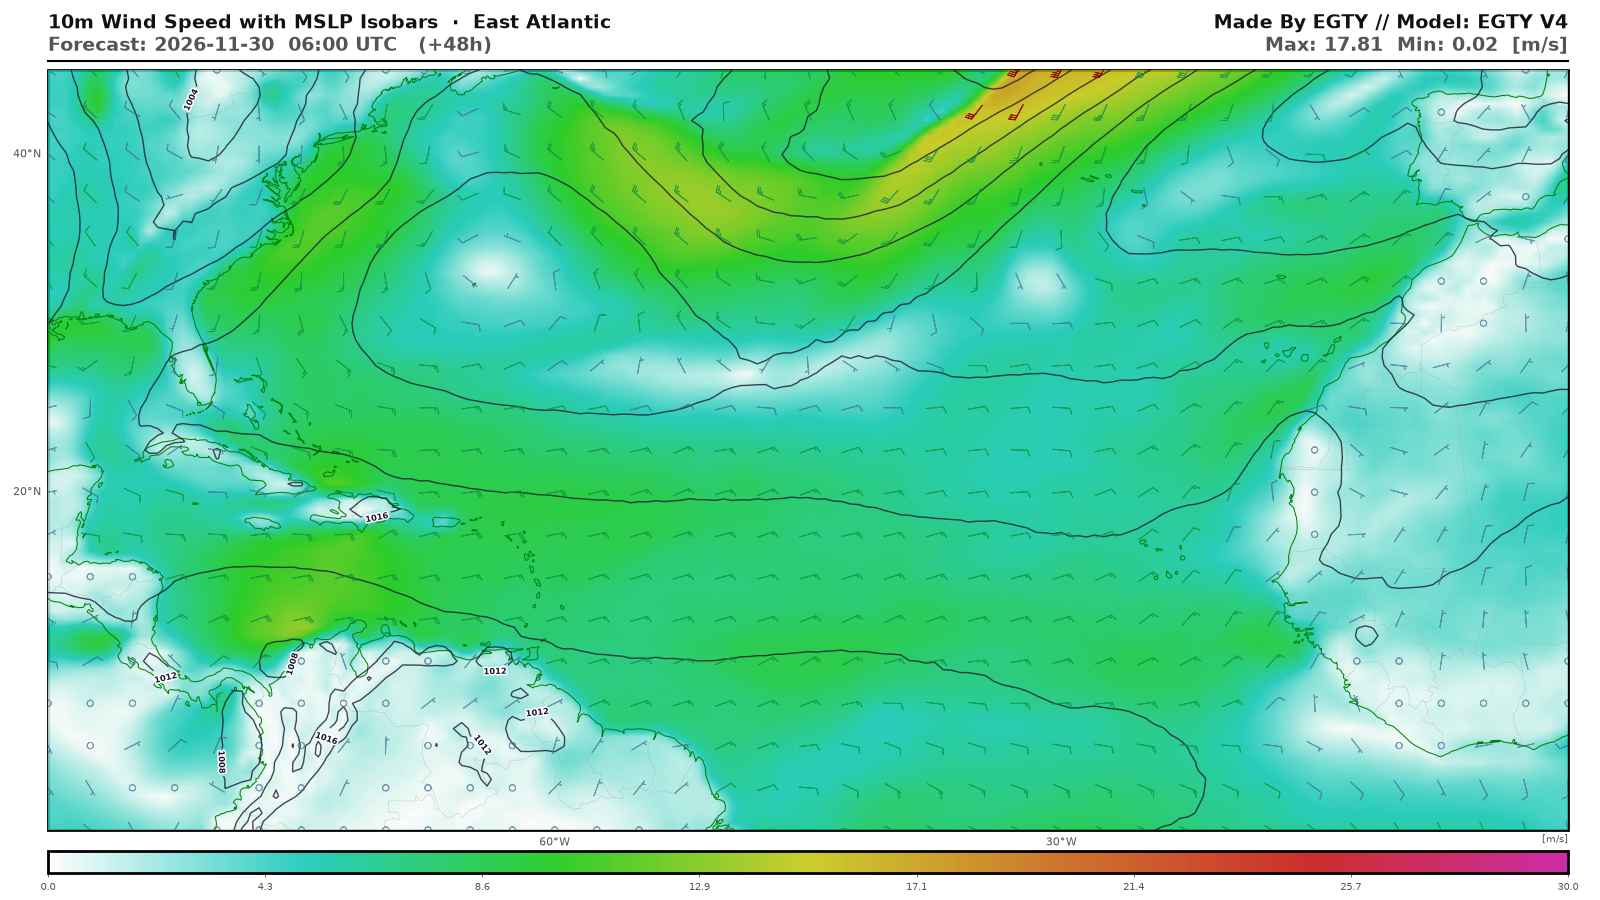 10m Wind Speed with MSLP Isobars · East Atlantic
Made By EGTY // Model: EGTY V4
Forecast: 2026-11-30 06:00 UTC (+48h)
Max: 17.81 Min: 0.02 [m/s]
1004
40°N
20°N
1016
1008
1012
1012
1012
1016
1012
1008
60°W
30°W
[m/s]
0.0
4.3
8.6
12.9
17.1
21.4
25.7
30.0